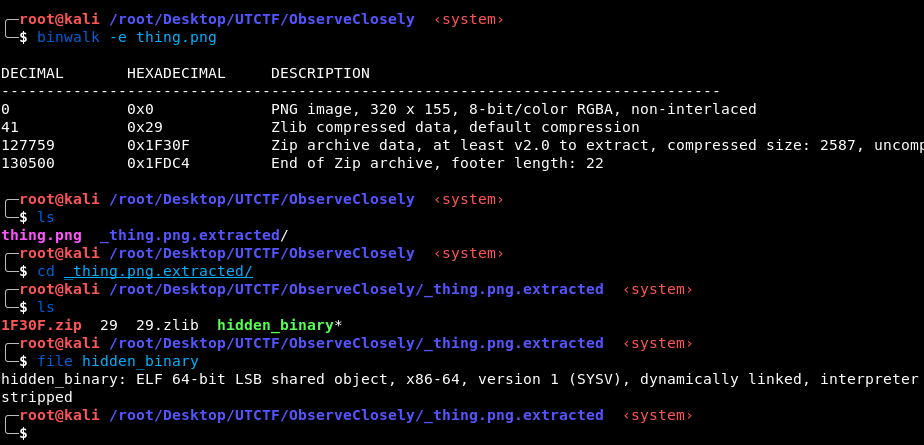 root@kali /root/Desktop/UTCTF/ObserveClosely ‹system›
$ binwalk -e thing.png
DECIMAL HEXADECIMAL DESCRIPTION
--------------------------------------------------------------------------------
0 0x0 PNG image, 320 x 155, 8-bit/color RGBA, non-interlaced
41 0x29 Zlib compressed data, default compression
127759 0x1F30F Zip archive data, at least v2.0 to extract, compressed size: 2587, uncomp
130500 0x1FDC4 End of Zip archive, footer length: 22
root@kali /root/Desktop/UTCTF/ObserveClosely ‹system›
$ ls
thing.png _thing.png.extracted/
root@kali /root/Desktop/UTCTF/ObserveClosely ‹system›
$ cd _thing.png.extracted/
root@kali /root/Desktop/UTCTF/ObserveClosely/_thing.png.extracted ‹system›
$ ls
1F30F.zip 29 29.zlib hidden_binary*
root@kali /root/Desktop/UTCTF/ObserveClosely/_thing.png.extracted ‹system›
$ file hidden_binary
hidden_binary: ELF 64-bit LSB shared object, x86-64, version 1 (SYSV), dynamically linked, interpreter
stripped
root@kali /root/Desktop/UTCTF/ObserveClosely/_thing.png.extracted ‹system›
$